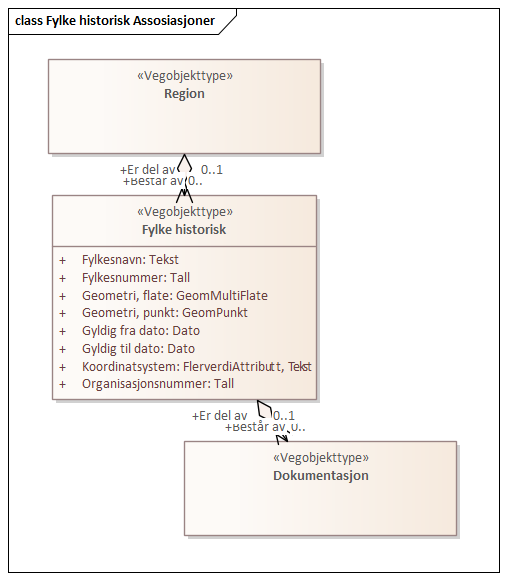 class Fylke historisk Assosiasjoner
«Vegobjekttype»
Region
+Er del av 0..1
+Består av 0..
«Vegobjekttype»
Fylke historisk
+ Fylkesnavn: Tekst
+ Fylkesnummer: Tall
+ Geometri, flate: GeomMultiFlate
+ Geometri, punkt: GeomPunkt
+ Gyldig fra dato: Dato
+ Gyldig til dato: Dato
+ Koordinatsystem: FlerverdiAttributt, Tekst
+ Organisasjonsnummer: Tall
+Er del av 0..1
+Består av 0..
«Vegobjekttype»
Dokumentasjon